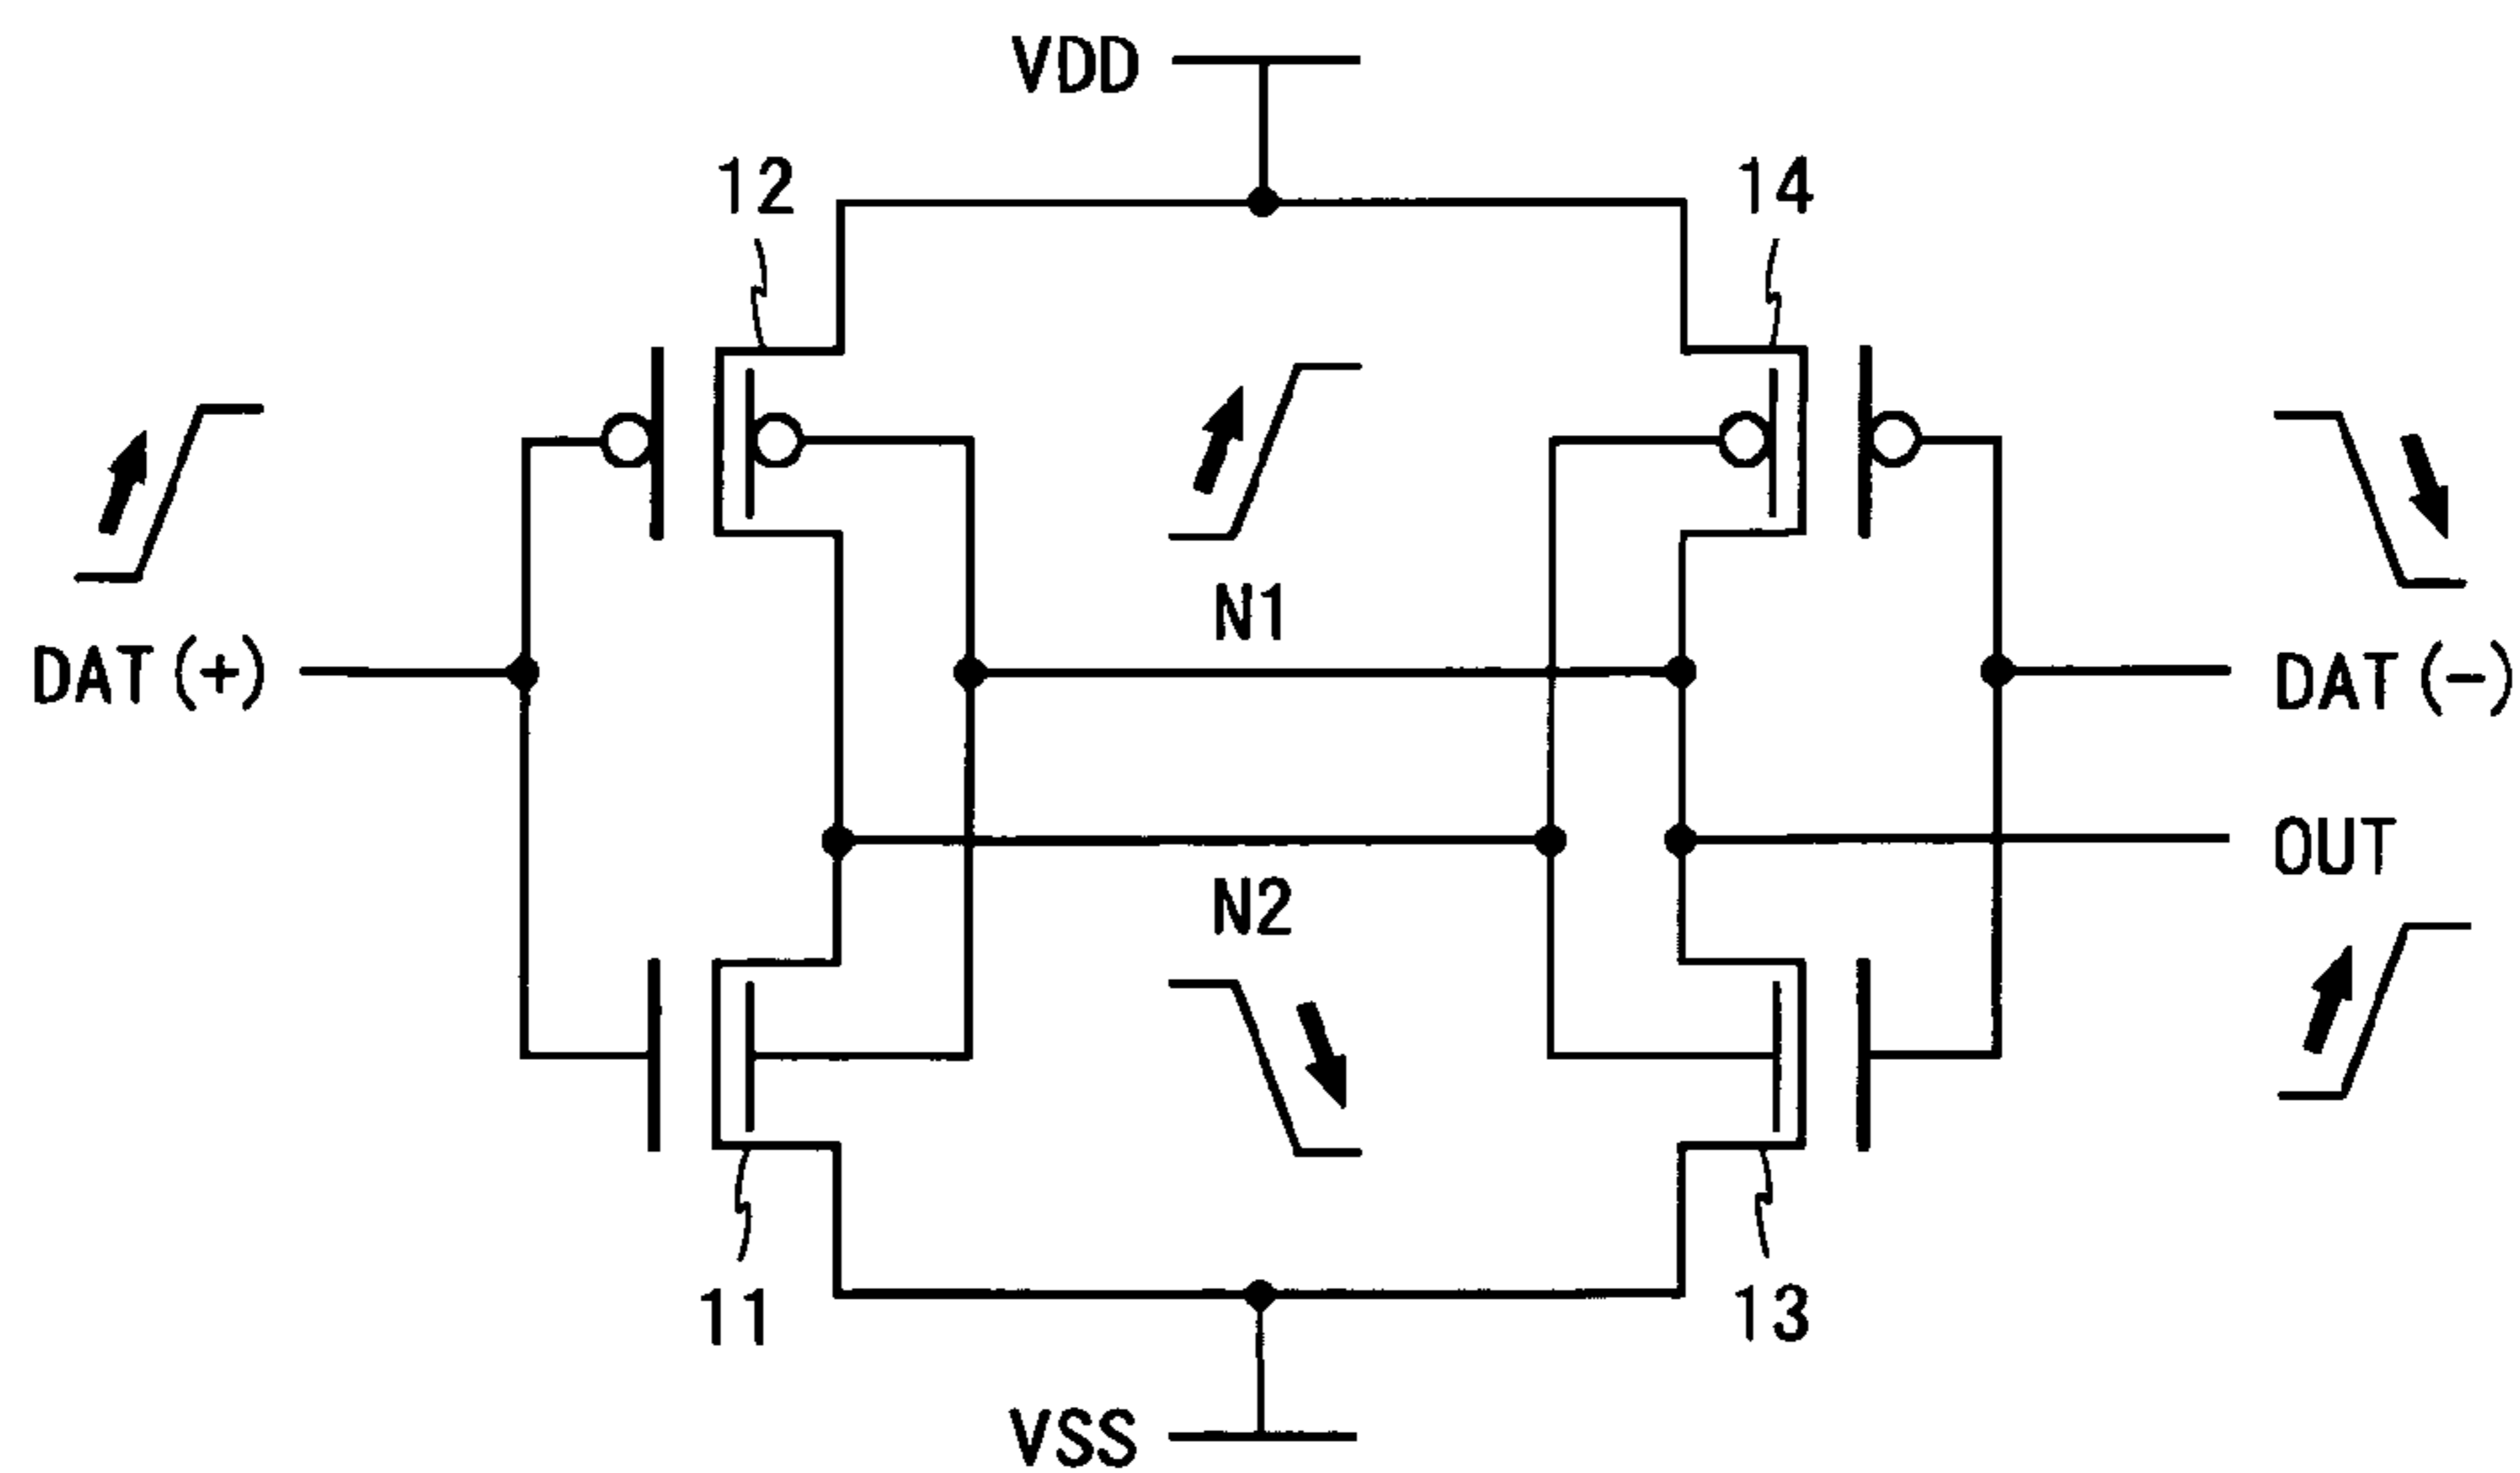 VDD
12
14
N1
DAT(+)
DAT(-)
OUT
N2
11
13
VSS